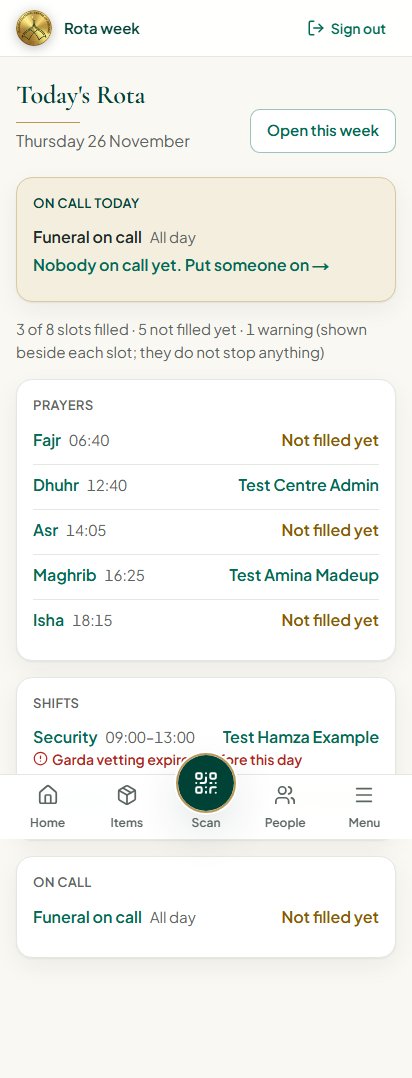 Rota week
Sign out
Today's Rota
Thursday 26 November
Open this week
ON CALL TODAY
Funeral on call All day
Nobody on call yet. Put someone on →
3 of 8 slots filled · 5 not filled yet · 1 warning (shown
beside each slot; they do not stop anything)
PRAYERS
Fajr 06:40 Not filled yet
Dhuhr 12:40 Test Centre Admin
Asr 14:05 Not filled yet
Maghrib 16:25 Test Amina Madeup
Isha 18:15 Not filled yet
SHIFTS
Security 09:00–13:00 Test Hamza Example
Garda vetting this day
Home
Items
Scan
People
Menu
ON CALL
Funeral on call All day Not filled yet